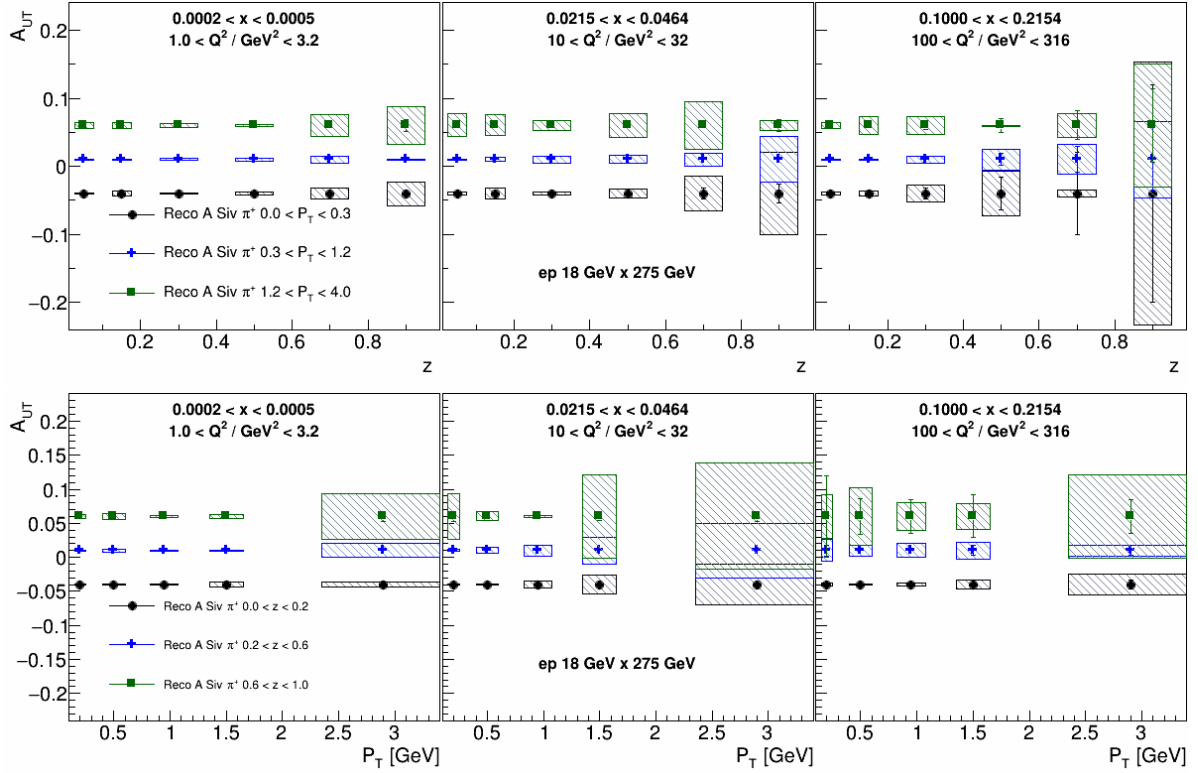 A_UT
0.2
0.1
0
−0.1
−0.2
0.0002 < x < 0.0005
1.0 < Q² / GeV² < 3.2
Reco A Siv π⁺ 0.0 < P_T < 0.3
Reco A Siv π⁺ 0.3 < P_T < 1.2
Reco A Siv π⁺ 1.2 < P_T < 4.0
0.2 0.4 0.6 0.8
z
0.0215 < x < 0.0464
10 < Q² / GeV² < 32
ep 18 GeV x 275 GeV
0.2 0.4 0.6 0.8
z
0.1000 < x < 0.2154
100 < Q² / GeV² < 316
0.2 0.4 0.6 0.8
z
A_UT
0.2
0.15
0.1
0.05
0
−0.05
−0.1
−0.15
−0.2
0.0002 < x < 0.0005
1.0 < Q² / GeV² < 3.2
Reco A Siv π⁺ 0.0 < z < 0.2
Reco A Siv π⁺ 0.2 < z < 0.6
Reco A Siv π⁺ 0.6 < z < 1.0
0.5 1 1.5 2 2.5 3
P_T [GeV]
0.0215 < x < 0.0464
10 < Q² / GeV² < 32
ep 18 GeV x 275 GeV
0.5 1 1.5 2 2.5 3
P_T [GeV]
0.1000 < x < 0.2154
100 < Q² / GeV² < 316
0.5 1 1.5 2 2.5 3
P_T [GeV]